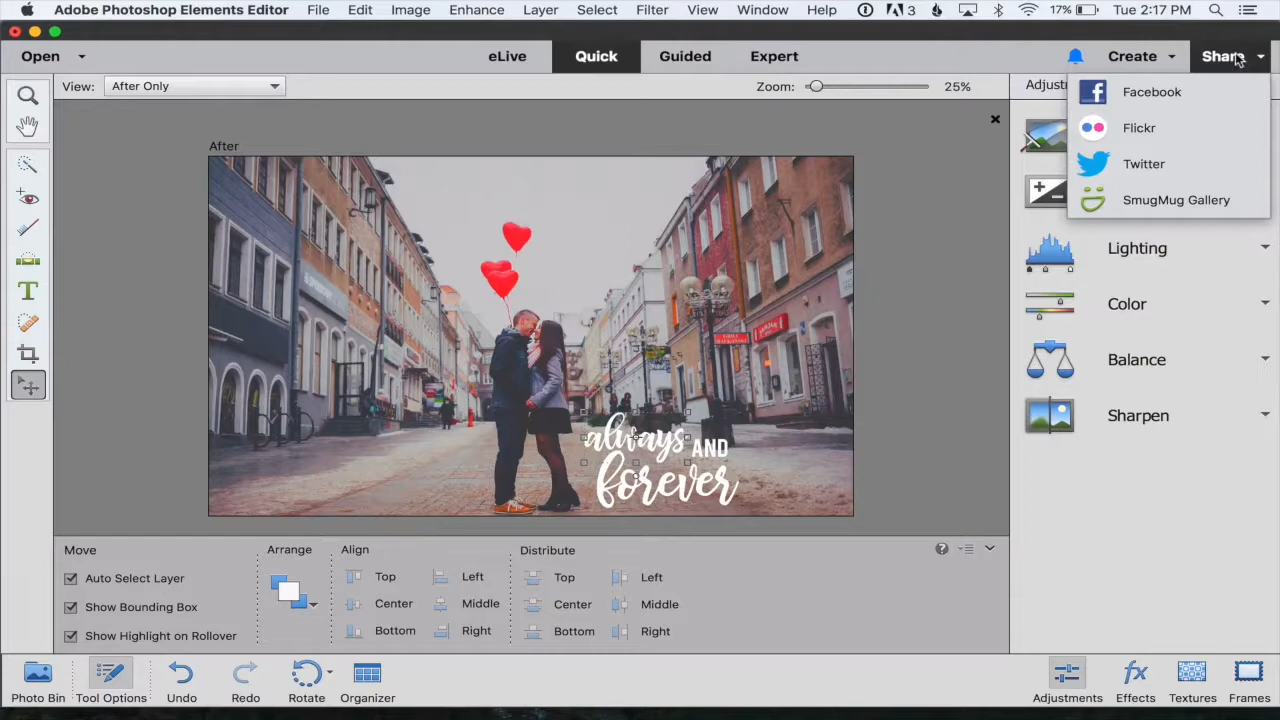 Adobe Photoshop Elements Editor File Edit Image Enhance Layer Select Filter View Window Help 3 17% Tue 2:17 PM
Open eLive Quick Guided Expert Create Share
View: After Only Zoom: 25%
Facebook
Flickr
Twitter
SmugMug Gallery
After
Lighting
Color
Balance
Sharpen
always AND
forever
Move Arrange Align Distribute
Auto Select Layer Top Left Top Left
Show Bounding Box Center Middle Center Middle
Show Highlight on Rollover Bottom Right Bottom Right
Photo Bin Tool Options Undo Redo Rotate Organizer Adjustments Effects Textures Frames